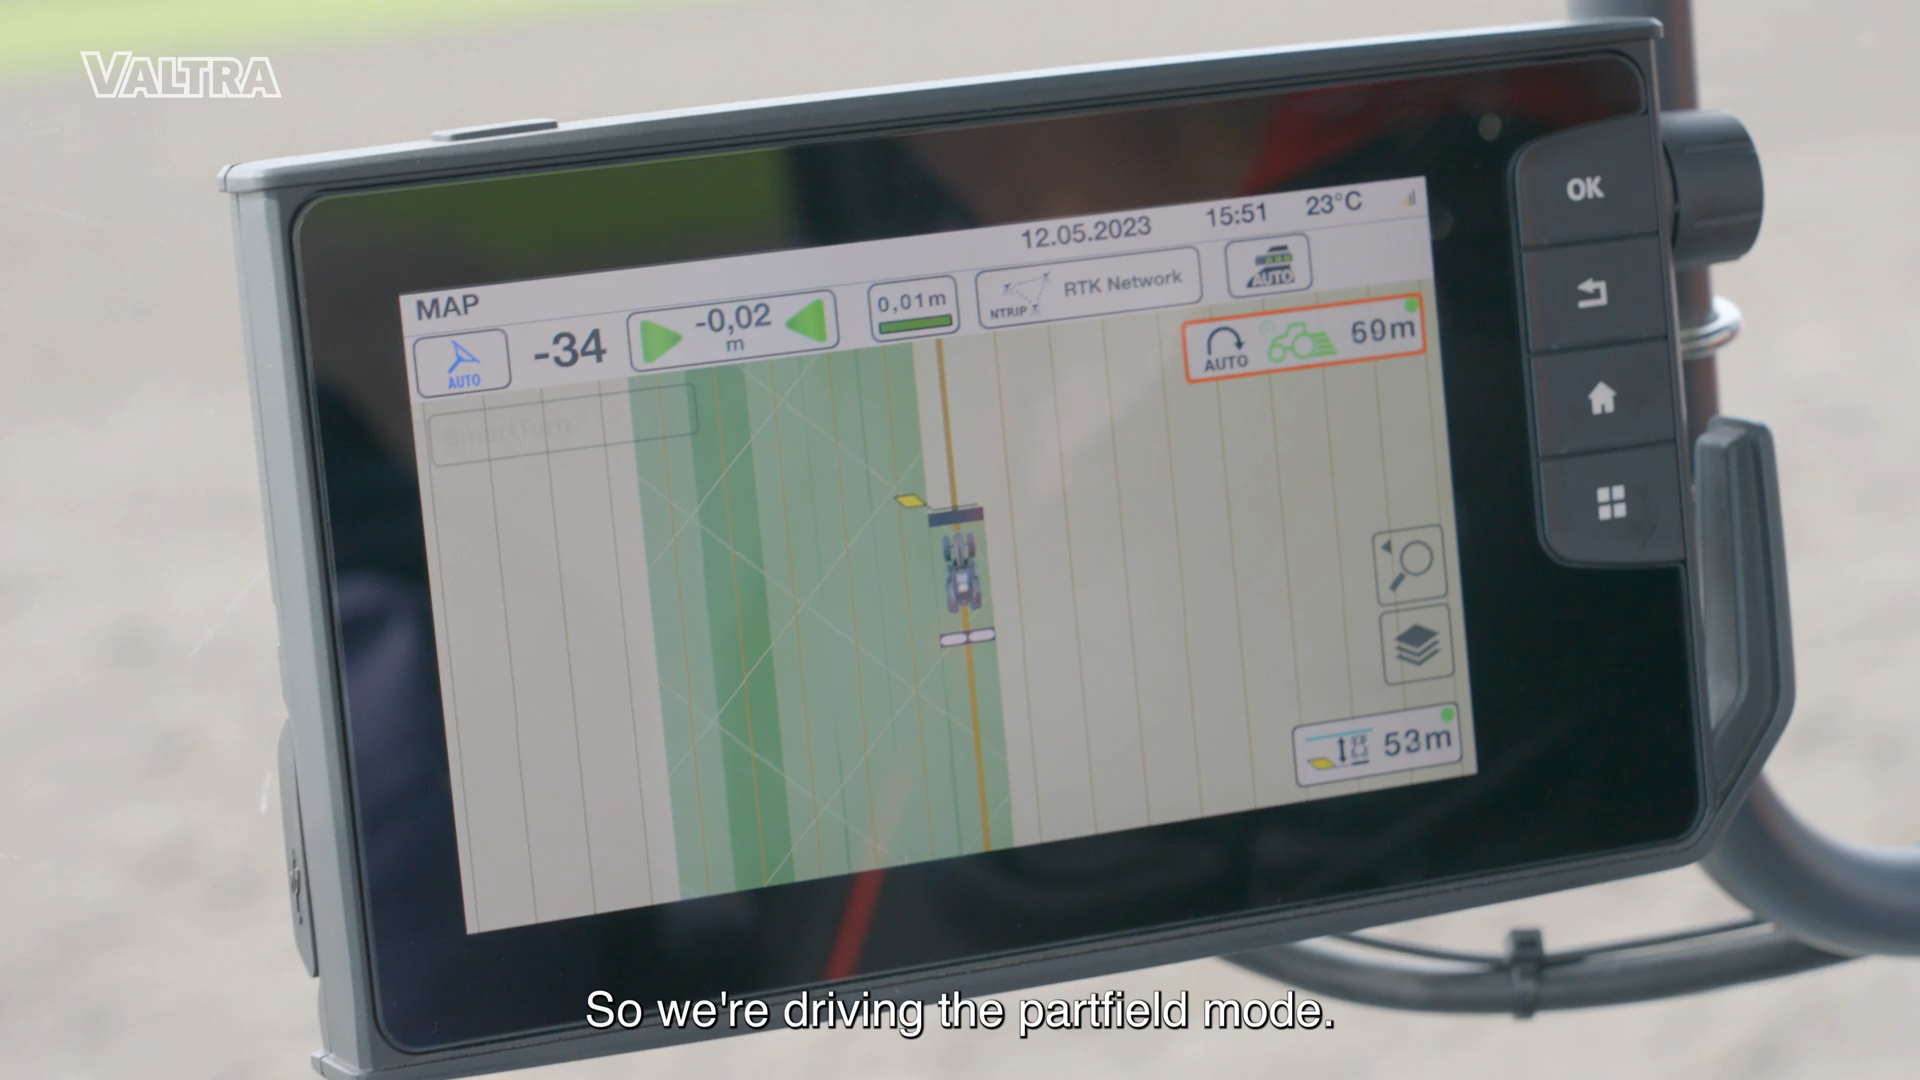 VALTRA
OK
12.05.2023 15:51 23°C
MAP
AUTO
-34
-0,02
m
0,01m
NTRIP
RTK Network
AUTO
AUTO
69m
SmartTurn
53m
So we're driving the partfield mode.